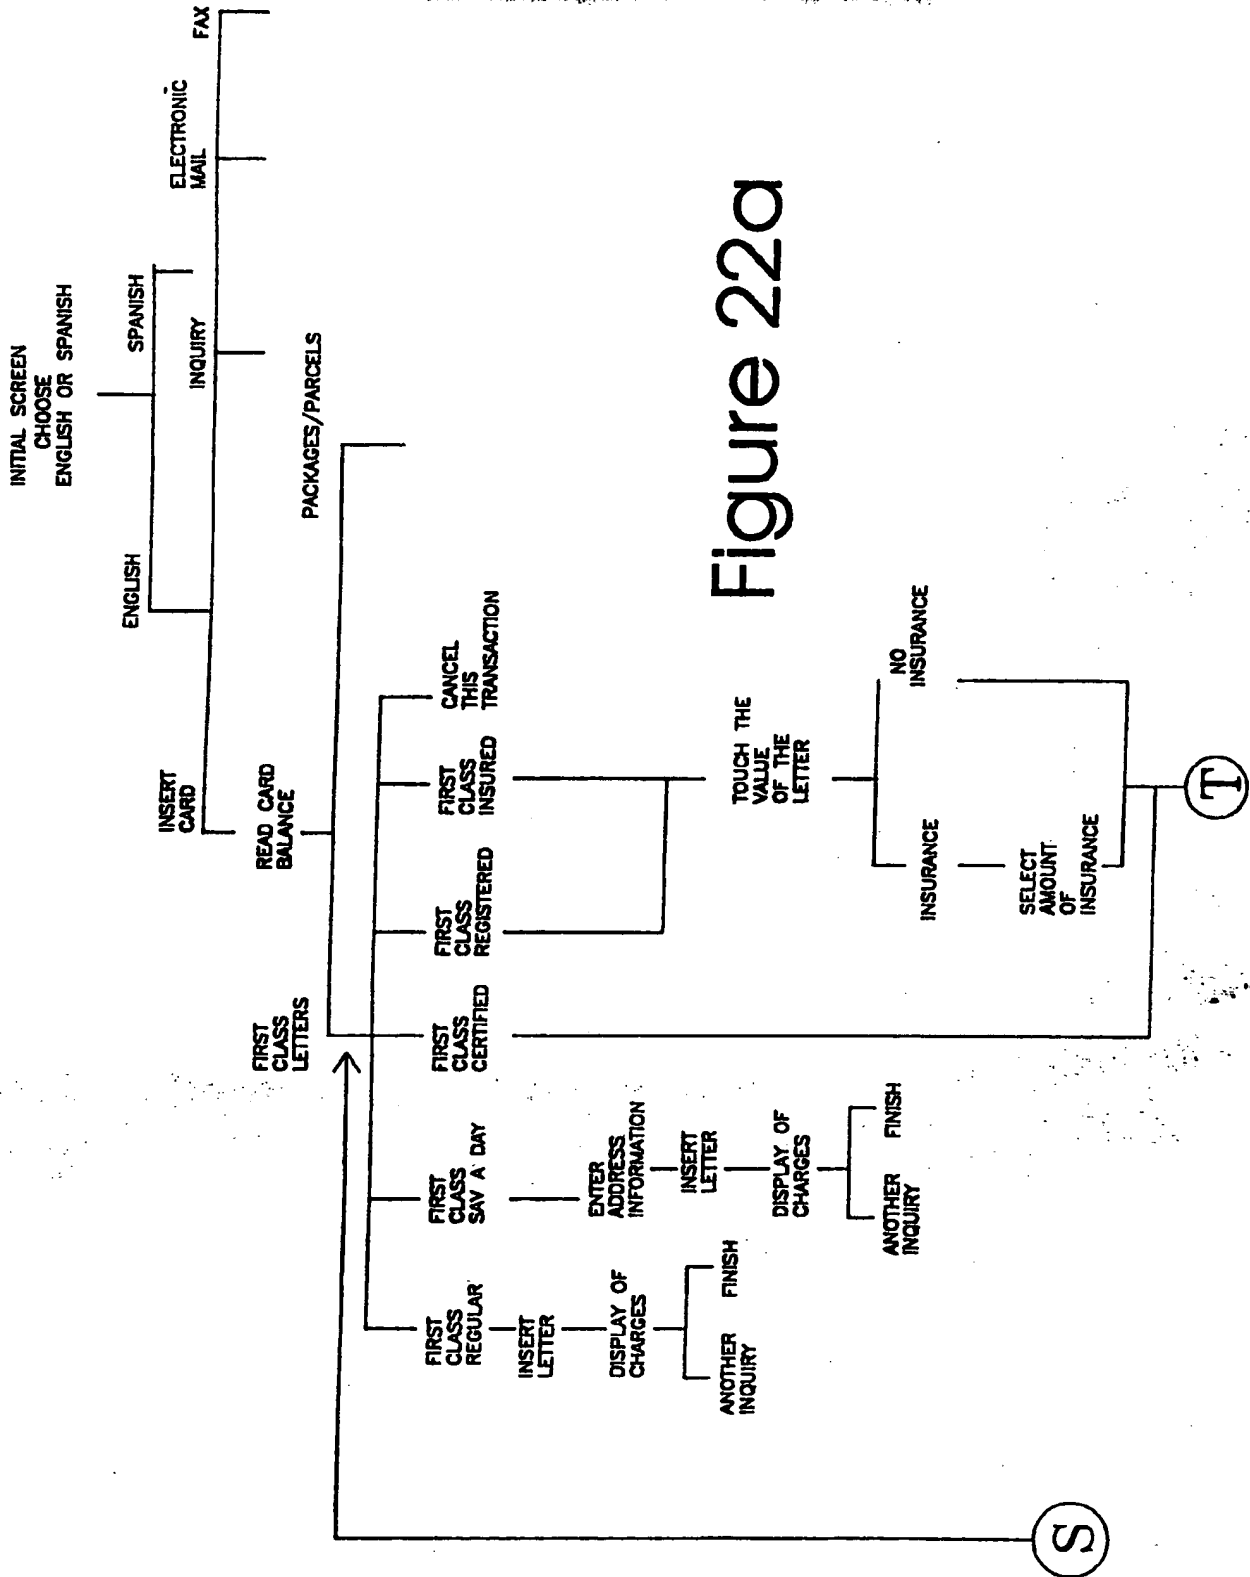 INITIAL SCREEN
CHOOSE
ENGLISH OR SPANISH
ENGLISH
SPANISH
INSERT
CARD
INQUIRY
ELECTRONIC
MAIL
FAX
READ CARD
BALANCE
FIRST
CLASS
LETTERS
PACKAGES/PARCELS
FIRST
CLASS
REGULAR
FIRST
CLASS
SAV A DAY
FIRST
CLASS
CERTIFIED
FIRST
CLASS
REGISTERED
FIRST
CLASS
INSURED
CANCEL
THIS
TRANSACTION
INSERT
LETTER
DISPLAY OF
CHARGES
ANOTHER
INQUIRY
FINISH
ENTER
ADDRESS
INFORMATION
INSERT
LETTER
DISPLAY OF
CHARGES
ANOTHER
INQUIRY
FINISH
TOUCH THE
VALUE
OF THE
LETTER
INSURANCE
NO
INSURANCE
SELECT
AMOUNT
OF
INSURANCE
S
T
Figure 22a